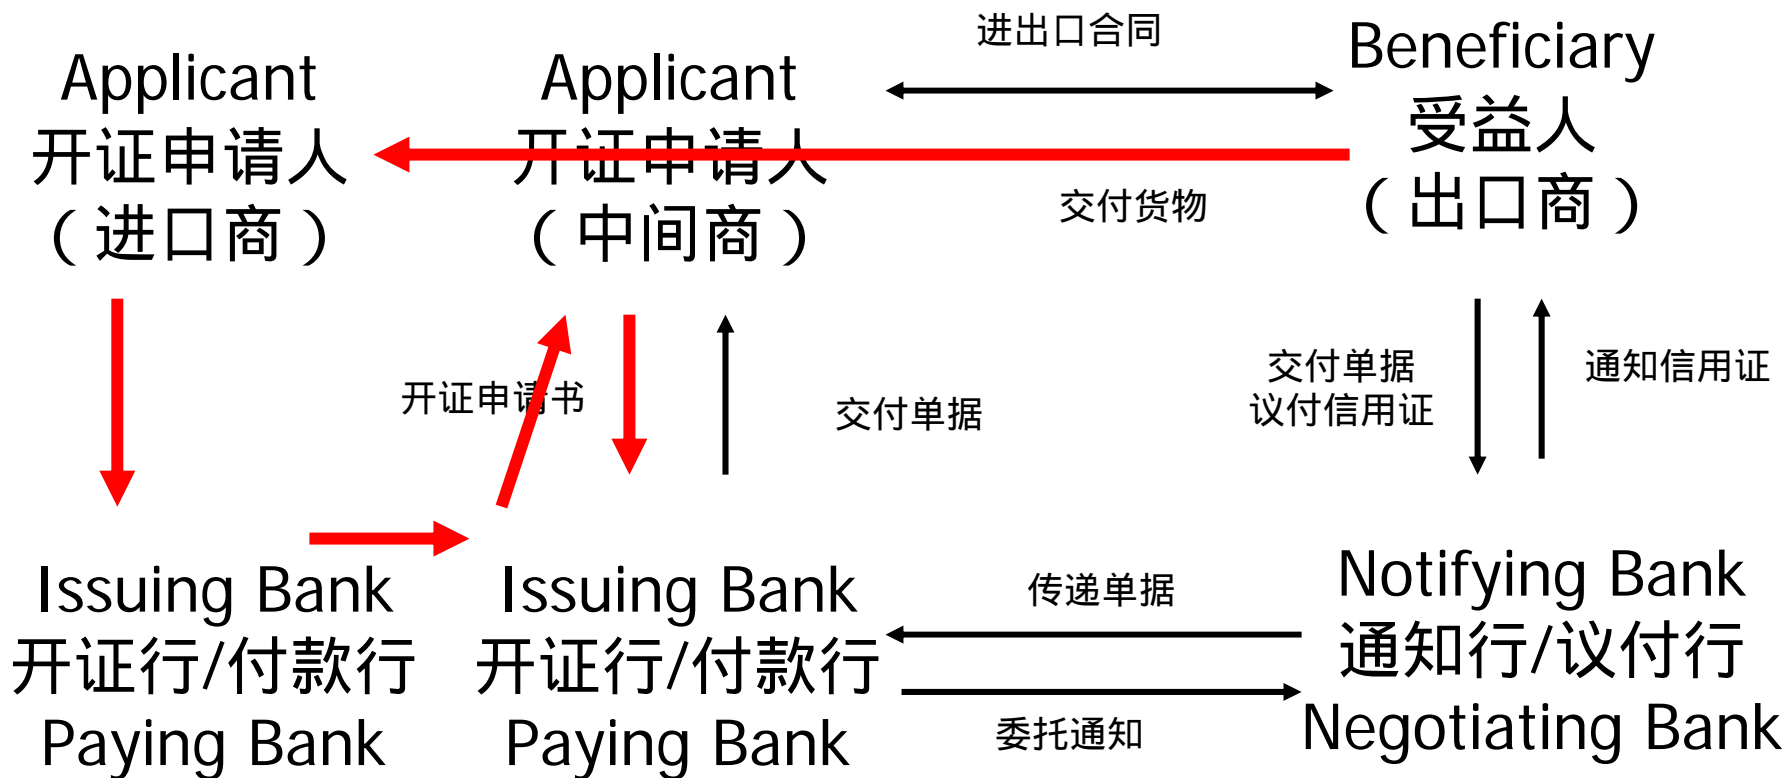 Applicant
开证申请人
（进口商）
Applicant
开证申请人
（中间商）
进出口合同
交付货物
Beneficiary
受益人
（出口商）
开证申请书
交付单据
交付单据
议付信用证
通知信用证
Issuing Bank
开证行/付款行
Paying Bank
Issuing Bank
开证行/付款行
Paying Bank
传递单据
委托通知
Notifying Bank
通知行/议付行
Negotiating Bank